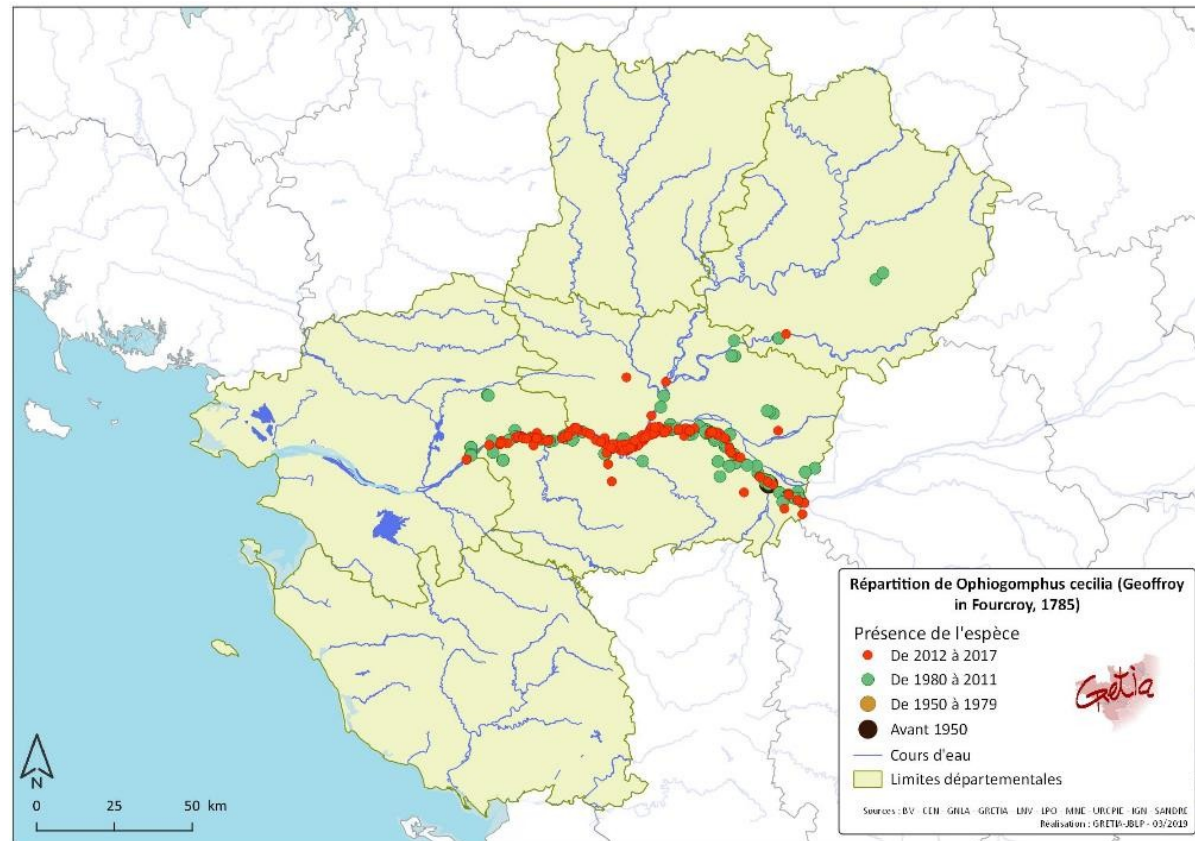 Répartition de Ophiogomphus cecilia (Geoffroy
in Fourcroy, 1785)
Présence de l'espèce
De 2012 à 2017
De 1980 à 2011
De 1950 à 1979
Avant 1950
Cours d'eau
Limites départementales
Gretia
Sources : BV - CEN - GNLA - GRETIA - LNV - LPO - MNE - URCPIE - IGN - SANDRE
Réalisation : GRETIA-JBLP - 03/2019
N
0 25 50 km